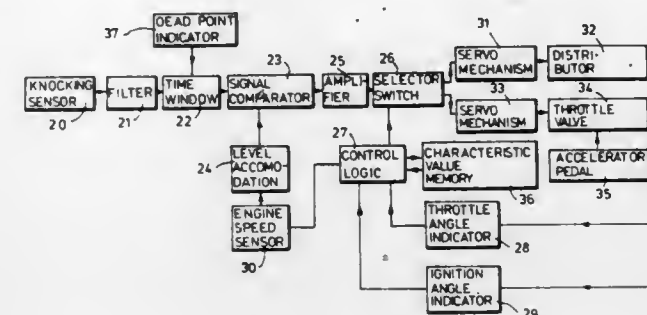 37
DEAD POINT
INDICATOR
KNOCKING
SENSOR
20
FILTER
21
TIME
WINDOW
22
23
SIGNAL
COMPARATOR
25
AMPLI
FIER
26
SELECTOR
SWITCH
31
SERVO
MECHANISM
32
DISTRI-
BUTOR
33
SERVO
MECHANISM
34
THROTTLE
VALVE
ACCELERATOR
PEDAL
35
24
LEVEL
ACCOMO-
DATION
ENGINE
SPEED
SENSOR
30
27
CONTROL
LOGIC
CHARACTERISTIC
VALUE
MEMORY
36
THROTTLE
ANGLE
INDICATOR
28
IGNITION
ANGLE
INDICATOR
29